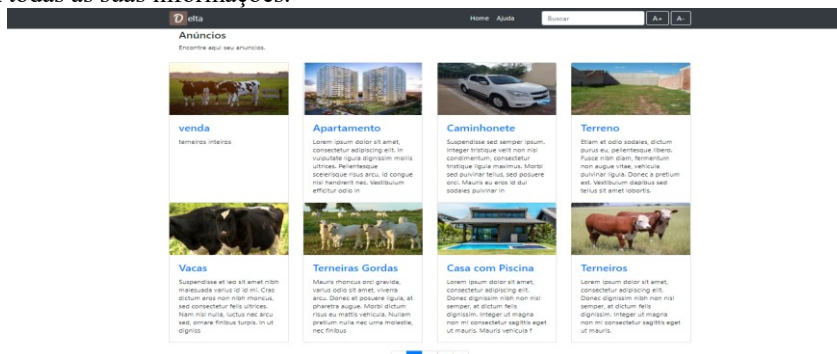 todas as suas informações.
Delta Home Ajuda Buscar A+ A-
Anúncios
Encontre aqui seu anuncios.
venda
terneiros inteiros
Apartamento
Lorem ipsum dolor sit amet,
consectetur adipiscing elit. In
vulputate ligula dignissim mollis
ultrices. Pellentesque
scelerisque risus arcu, id congue
nisl hendrerit nec. Vestibulum
efficitur odio in
Caminhonete
Suspendisse sed semper ipsum.
Integer tristique velit non nisl
condimentum, consectetur
tristique ligula maximus. Morbi
sed pulvinar tellus, sed posuere
orci. Mauris eu eros id dui
sodales pulvinar in
Terreno
Etiam et odio sodales, dictum
purus eu, pellentesque libero.
Fusce nibh diam, fermentum
non augue vitae, vehicula
pulvinar ligula. Donec a pretium
est. Vestibulum dapibus sed
tellus sit amet lobortis.
Vacas
Suspendisse et leo sit amet nibh
malesuada varius id id mi. Cras
dictum eros non nibh rhoncus,
sed consectetur felis ultrices.
Nam nisl nulla, luctus nec arcu
sed, ornare finibus turpis. In ut
digniss
Terneiras Gordas
Mauris rhoncus orci gravida,
varius odio sit amet, viverra
arcu. Donec et posuere ligula, at
pharetra augue. Morbi dictum
risus eu mattis vehicula. Nullam
pretium nulla nec urna molestie,
nec finibus
Casa com Piscina
Lorem ipsum dolor sit amet,
consectetur adipiscing elit.
Donec dignissim nibh non nisl
semper, at dictum felis
dignissim. Integer ut magna
non mi consectetur sagittis eget
ut mauris. Mauris vehicula f
Terneiros
Lorem ipsum dolor sit amet,
consectetur adipiscing elit.
Donec dignissim nibh non nisl
semper, at dictum felis
dignissim. Integer ut magna
non mi consectetur sagittis eget
ut mauris.